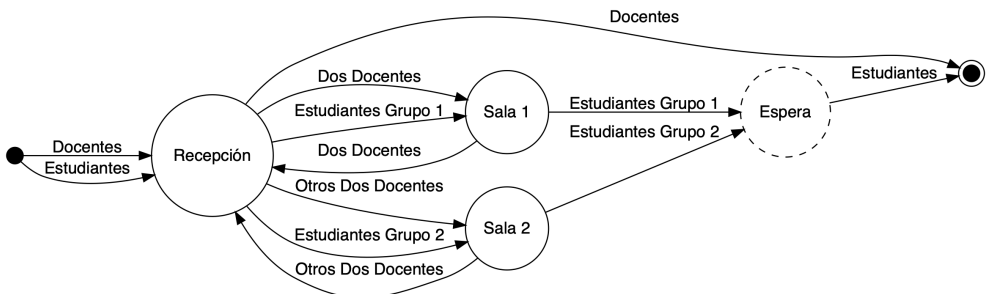 Docentes
Docentes
Estudiantes
Recepción
Dos Docentes
Estudiantes Grupo 1
Dos Docentes
Otros Dos Docentes
Estudiantes Grupo 2
Otros Dos Docentes
Sala 1
Sala 2
Estudiantes Grupo 1
Estudiantes Grupo 2
Espera
Estudiantes